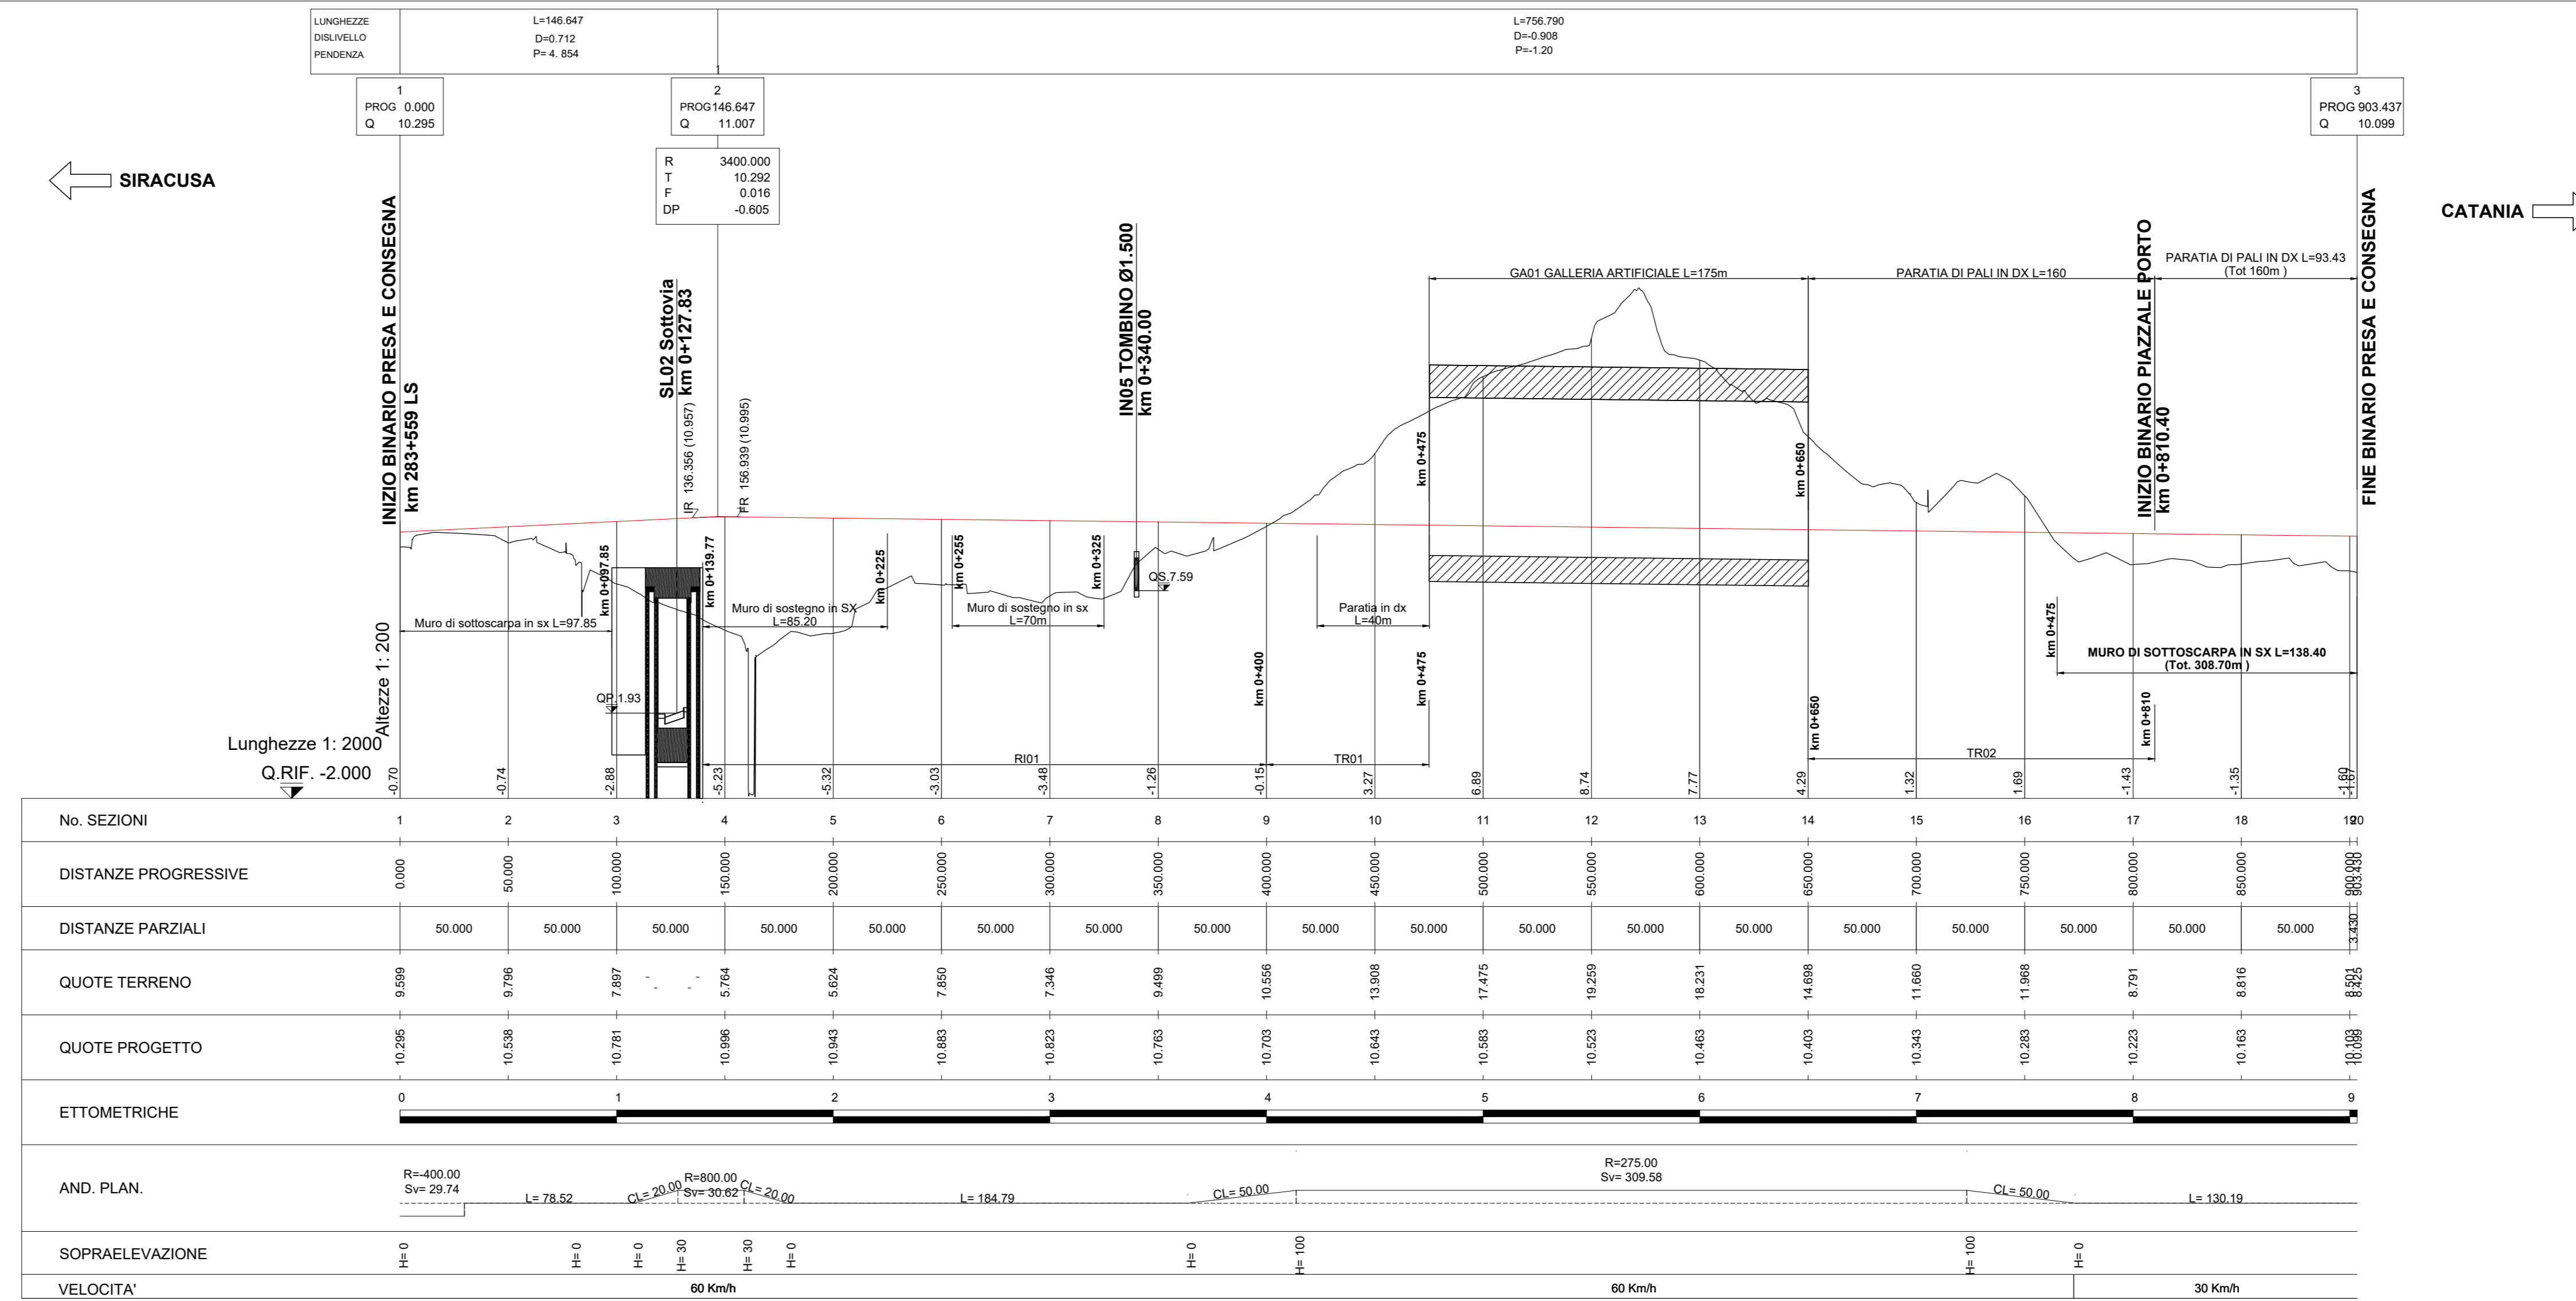 LUNGHEZZE L=146.647 L=756.790
DISLIVELLO D=0.712 D=-0.908
PENDENZA P= 4. 854 P=-1.20
1
1
PROG 0.000
Q 10.295
2
PROG 146.647
Q 11.007
3
PROG 903.437
Q 10.099
R 3400.000
T 10.292
F 0.016
DP -0.605
SIRACUSA
CATANIA
INIZIO BINARIO PRESA E CONSEGNA
km 283+559 LS
SL02 Sottovia
km 0+127.83
IR 136.356 (10.957)
FR 156.939 (10.995)
IN05 TOMBINO Ø1.500
km 0+340.00
GA01 GALLERIA ARTIFICIALE L=175m
PARATIA DI PALI IN DX L=160
PARATIA DI PALI IN DX L=93.43
(Tot 160m )
INIZIO BINARIO PIAZZALE PORTO
km 0+810.40
FINE BINARIO PRESA E CONSEGNA
km 0+475
km 0+650
km 0+097.85
km 0+139.77
km 0+225
km 0+255
km 0+325
QS.7.59
Muro di sottoscarpa in sx L=97.85
Muro di sostegno in SX
L=85.20
Muro di sostegno in sx
L=70m
Paratia in dx
L=40m
km 0+475
MURO DI SOTTOSCARPA IN SX L=138.40
(Tot. 308.70m )
QP.1.93
km 0+400
km 0+475
km 0+650
km 0+810
RI01
TR01
TR02
Altezze 1: 200
Lunghezze 1: 2000
Q.RIF. -2.000
-0.70 -0.74 -2.88 -5.23 -5.32 -3.03 -3.48 -1.26 -0.15 3.27 6.89 8.74 7.77 4.29 1.32 1.69 -1.43 -1.35 -1.60 -1.67
No. SEZIONI 1 2 3 4 5 6 7 8 9 10 11 12 13 14 15 16 17 18 19 20
DISTANZE PROGRESSIVE 0.000 50.000 100.000 150.000 200.000 250.000 300.000 350.000 400.000 450.000 500.000 550.000 600.000 650.000 700.000 750.000 800.000 850.000 900.000 903.430
DISTANZE PARZIALI 50.000 50.000 50.000 50.000 50.000 50.000 50.000 50.000 50.000 50.000 50.000 50.000 50.000 50.000 50.000 50.000 50.000 50.000 3.430
QUOTE TERRENO 9.599 9.796 7.897 - - - - 5.764 5.624 7.850 7.346 9.499 10.556 13.908 17.475 19.259 18.231 14.698 11.660 11.968 8.791 8.816 8.501 8.425
QUOTE PROGETTO 10.295 10.538 10.781 10.996 10.943 10.883 10.823 10.763 10.703 10.643 10.583 10.523 10.463 10.403 10.343 10.283 10.223 10.163 10.103 10.099
ETTOMETRICHE 0 1 2 3 4 5 6 7 8 9
AND. PLAN.
R=-400.00
Sv= 29.74
L= 78.52
CL= 20.00
R=800.00
Sv= 30.62
CL= 20.00
L= 184.79
CL= 50.00
R=275.00
Sv= 309.58
CL= 50.00
L= 130.19
SOPRAELEVAZIONE H= 0 H= 0 H= 0 H= 30 H= 30 H= 0 H= 0 H= 100 H= 100 H= 0
VELOCITA' 60 Km/h 60 Km/h 30 Km/h